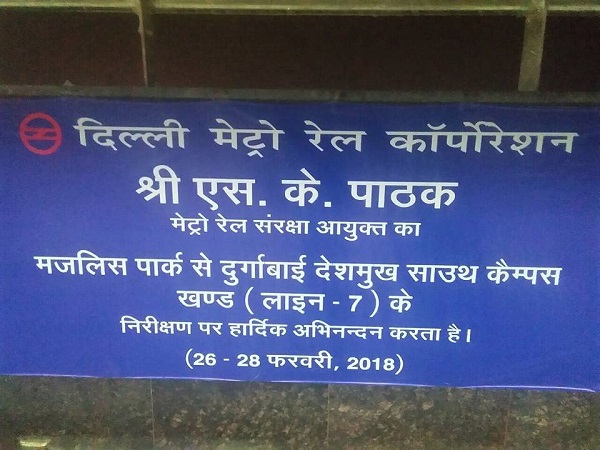 दिल्ली मेट्रो रेल कॉर्पोरेशन
श्री एस. के. पाठक
मेट्रो रेल संरक्षा आयुक्त का
मजलिस पार्क से दुर्गाबाई देशमुख साउथ कैम्पस
खण्ड ( लाइन - 7 ) के
निरीक्षण पर हार्दिक अभिनन्दन करता है।
(26 - 28 फरवरी, 2018)